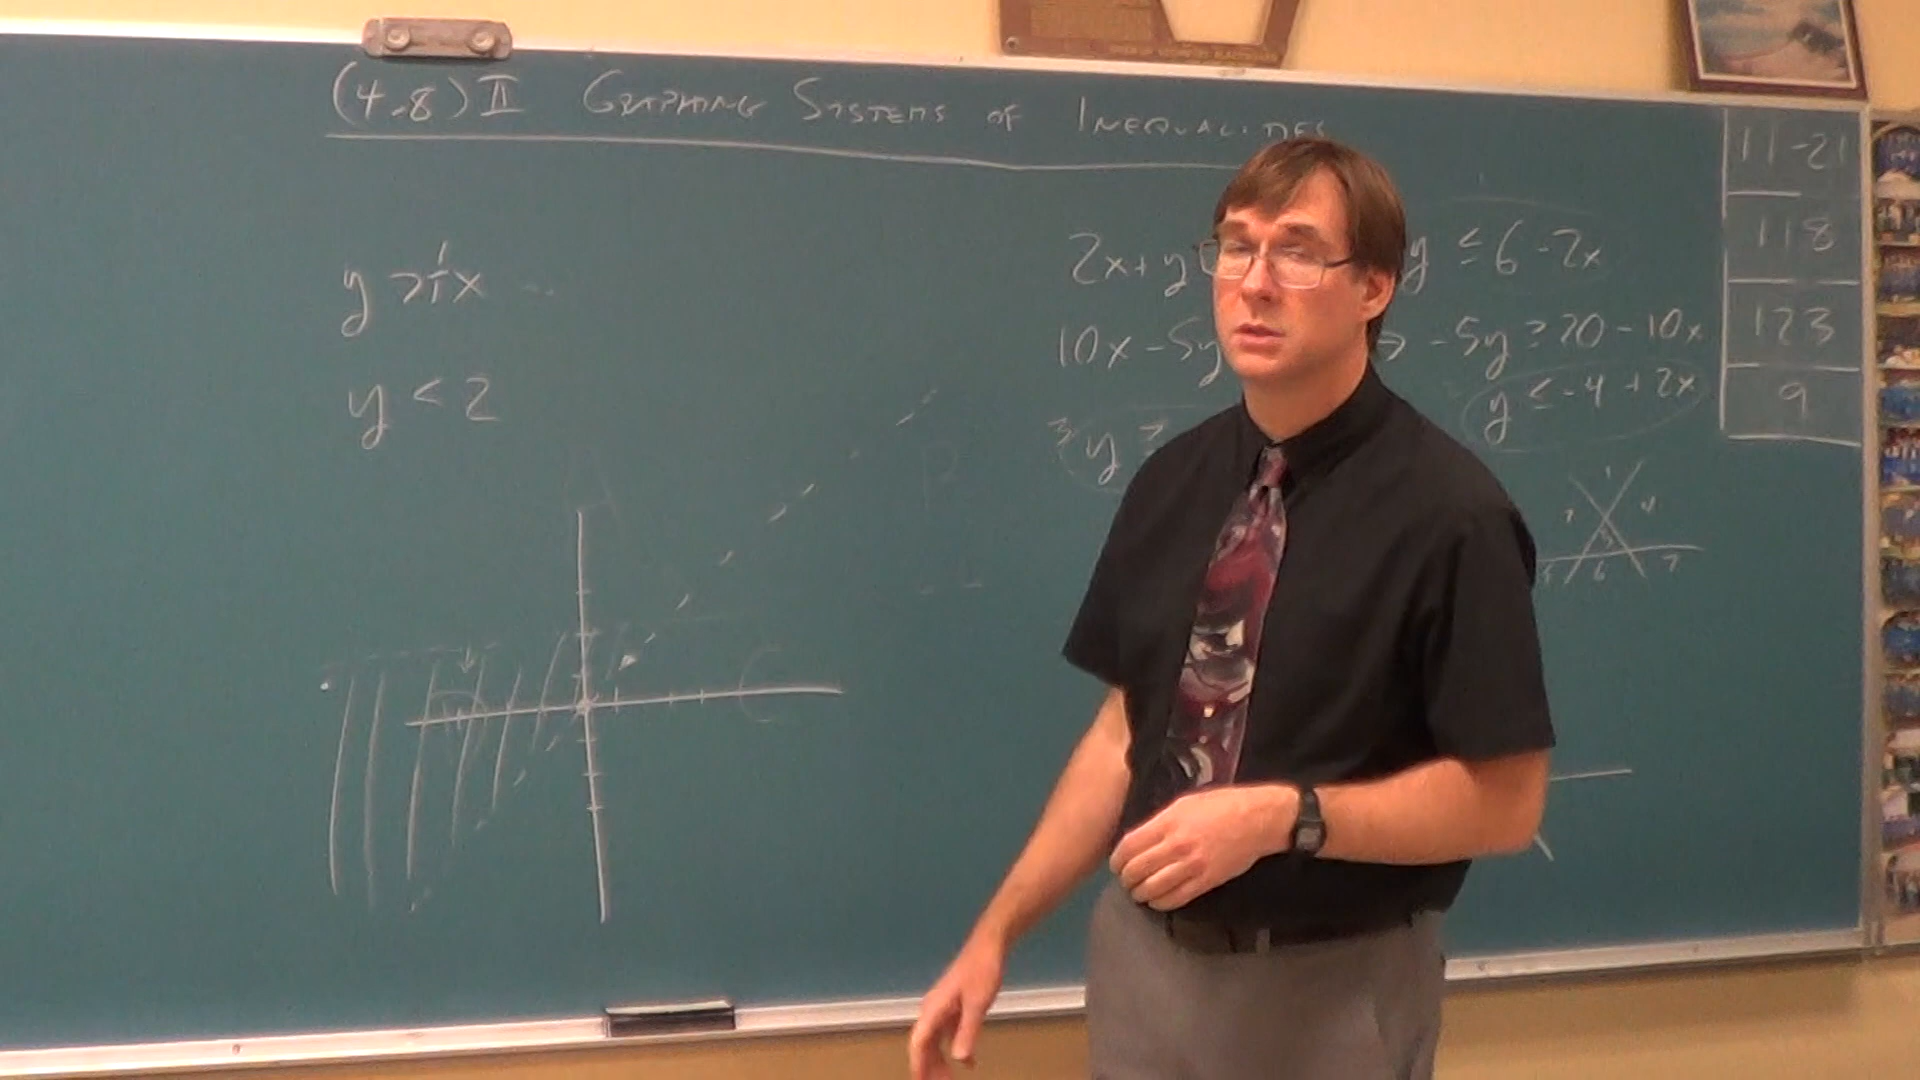 (4.8) II GRAPHING SYSTEMS OF INEQUALITIES
y > 1/1 x
y < 2
2x + y
y ≤ 6 - 2x
10x - 5y
-5y ≥ 20 - 10x
y ≤ -4 + 2x
y ≥
11-21
118
123
9